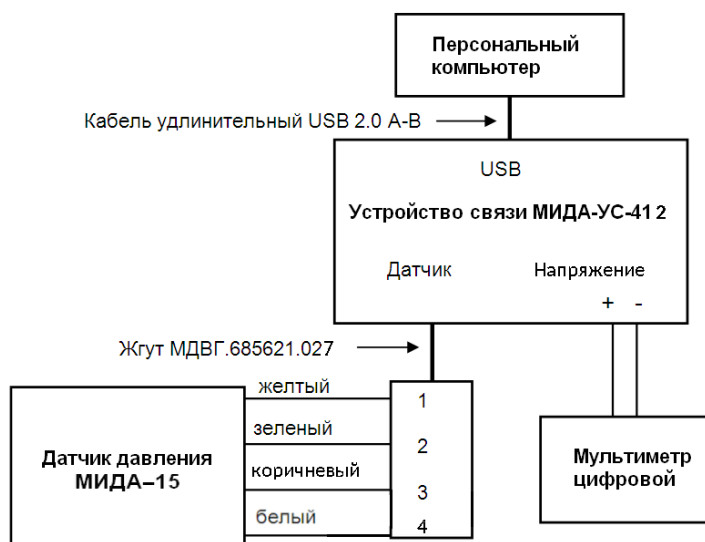 Персональный
компьютер
Кабель удлинительный USB 2.0 A-B
USB
Устройство связи МИДА-УС-41 2
Датчик
Напряжение
+ -
Жгут МДВГ.685621.027
желтый
1
зеленый
2
Датчик давления
МИДА–15
коричневый
3
белый
4
Мультиметр
цифровой